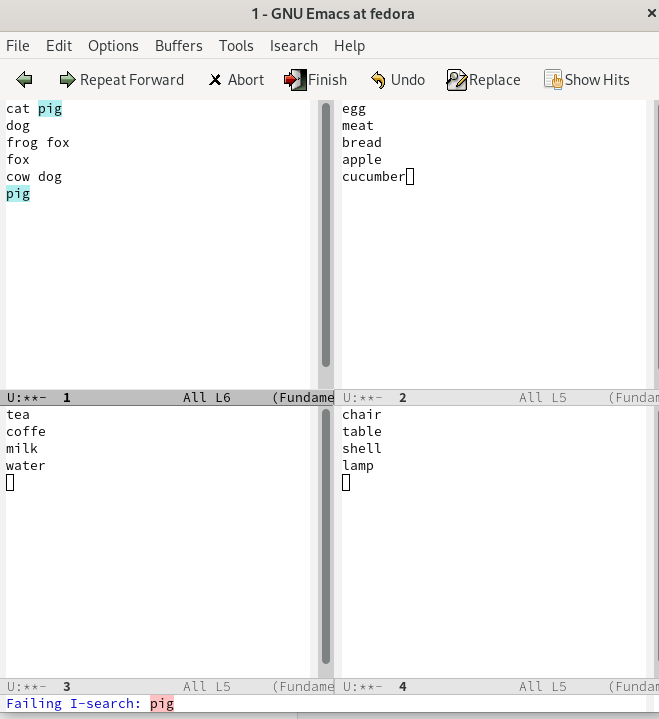 1 - GNU Emacs at fedora
File Edit Options Buffers Tools Isearch Help
Repeat Forward Abort Finish Undo Replace Show Hits
cat pig
dog
frog fox
fox
cow dog
pig
U:**- 1 All L6 (Fundame
egg
meat
bread
apple
cucumber
U:**- 2 All L5 (Fundam
tea
coffe
milk
water
U:**- 3 All L5 (Fundame
chair
table
shell
lamp
U:**- 4 All L5 (Fundam
Failing I-search: pig